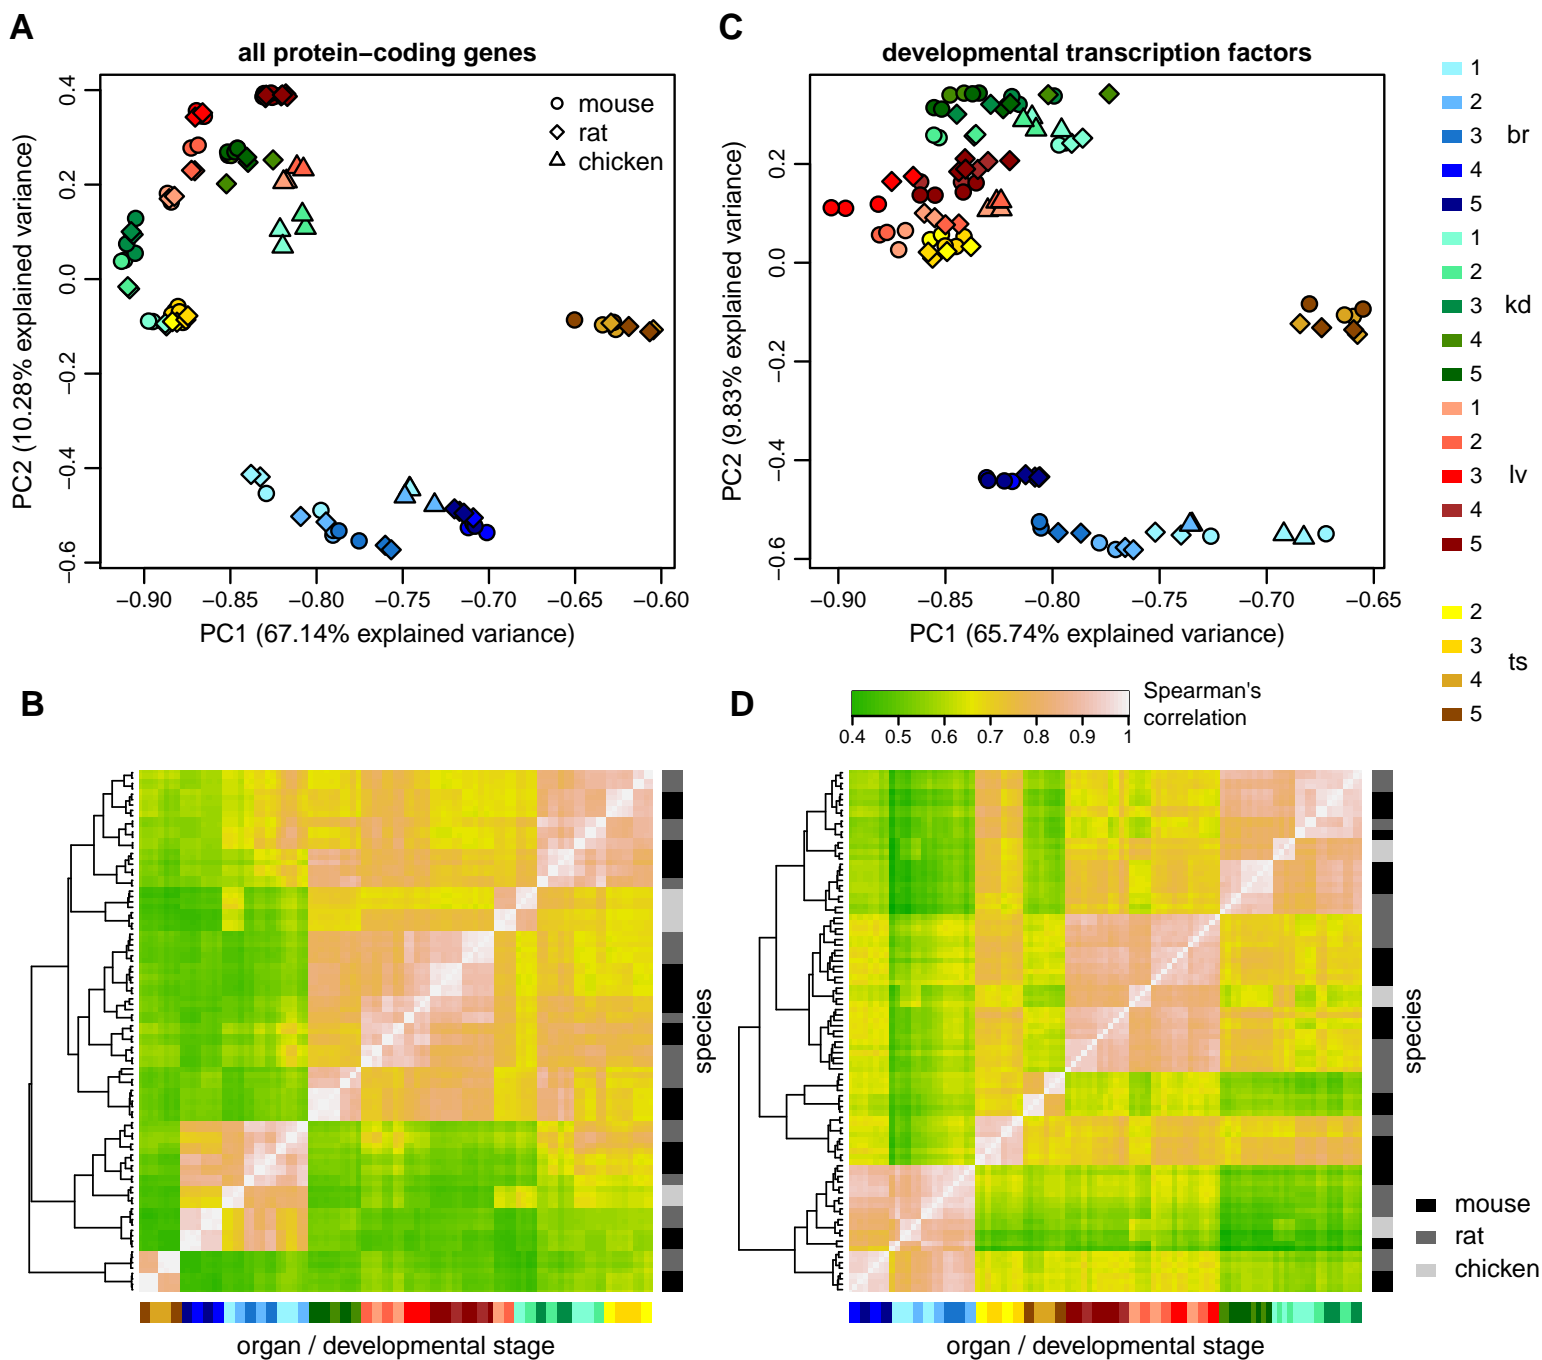 A
all protein−coding genes
0.4
0.2
0.0
−0.2
−0.4
−0.6
PC2 (10.28% explained variance)
mouse
rat
chicken
−0.90
−0.85
−0.80
−0.75
−0.70
−0.65
−0.60
PC1 (67.14% explained variance)
C
developmental transcription factors
0.2
0.0
−0.2
−0.4
−0.6
PC2 (9.83% explained variance)
−0.90
−0.85
−0.80
−0.75
−0.70
−0.65
PC1 (65.74% explained variance)
1
2
3 br
4
5
1
2
3 kd
4
5
1
2
3 lv
4
5
2
3 ts
4
5
B
species
organ / developmental stage
D
Spearman's
correlation
0.4 0.5 0.6 0.7 0.8 0.9 1
species
organ / developmental stage
mouse
rat
chicken